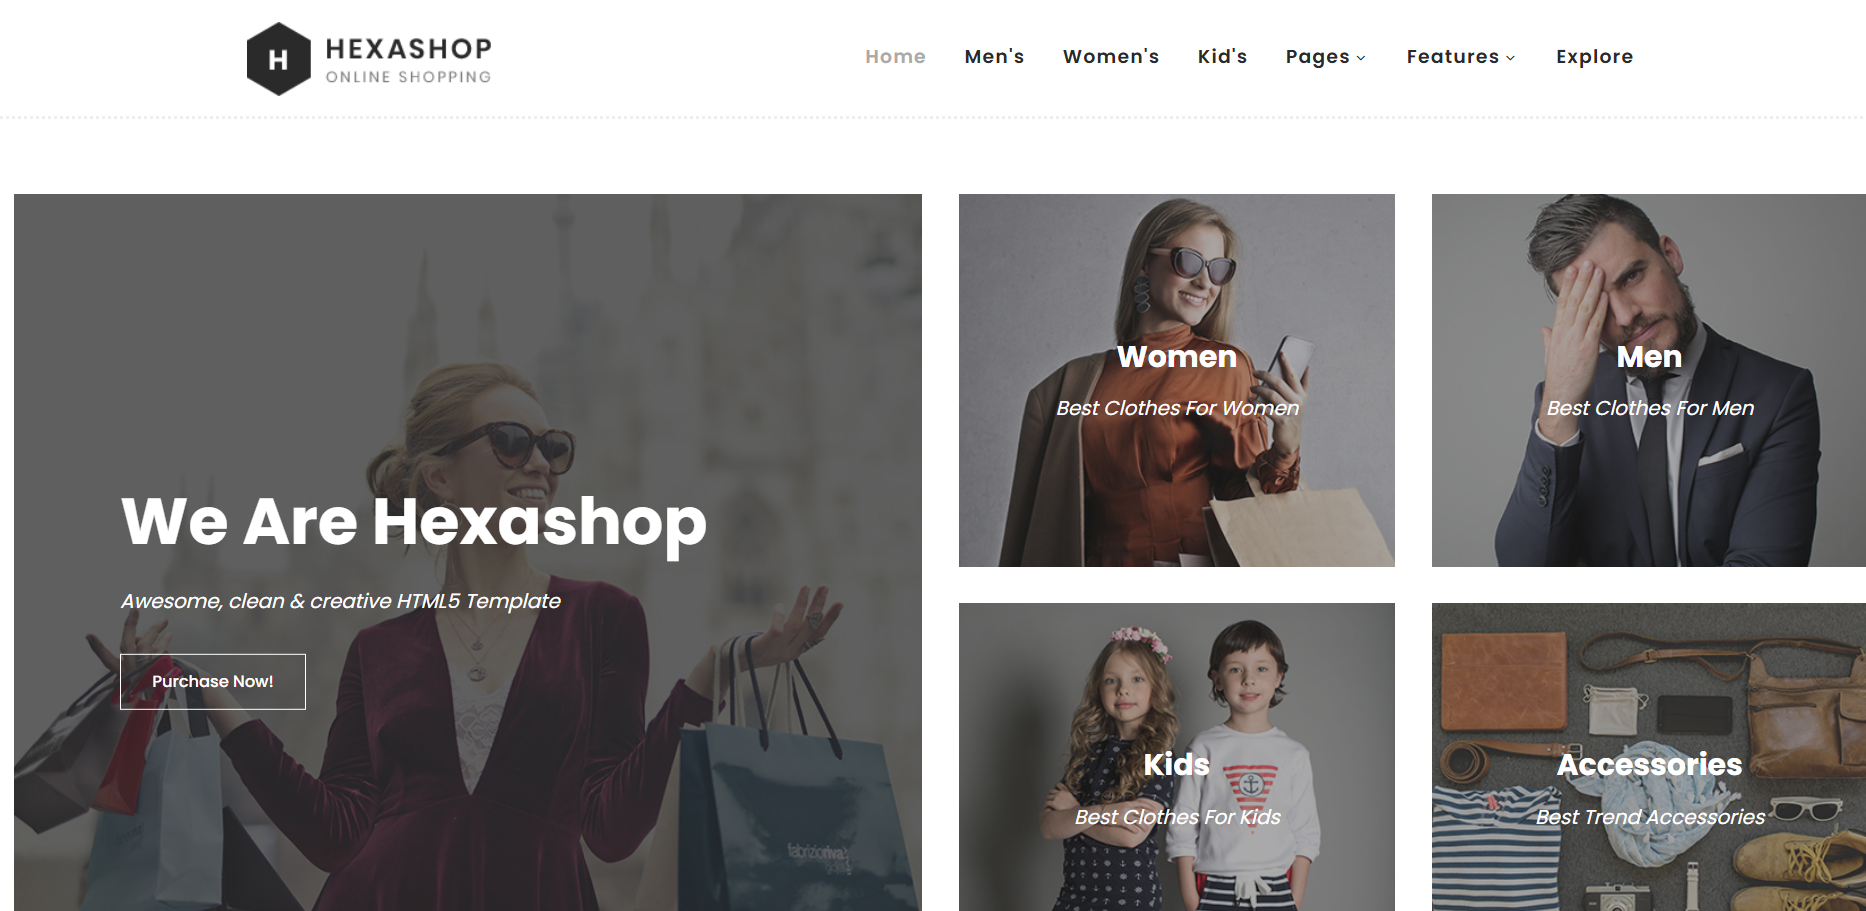 H
HEXASHOP
ONLINE SHOPPING
Home
Men's
Women's
Kid's
Pages
Features
Explore
We Are Hexashop
Awesome, clean & creative HTML5 Template
Purchase Now!
fabrizioriva
Women
Best Clothes For Women
Men
Best Clothes For Men
Kids
Best Clothes For Kids
Accessories
Best Trend Accessories